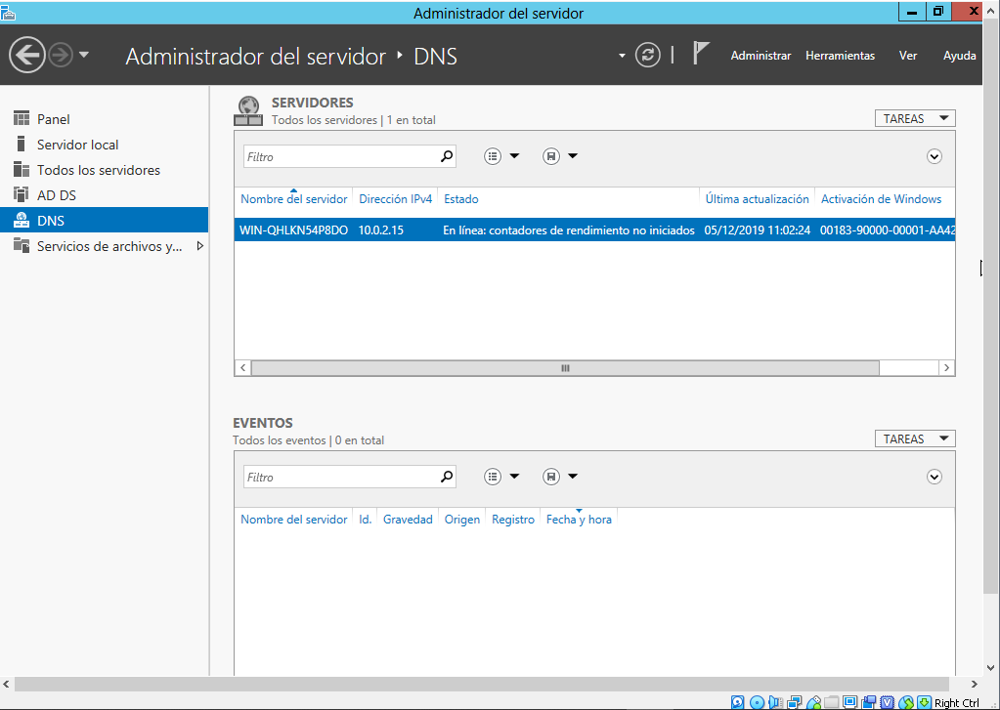 Administrador del servidor
Administrador del servidor ‣ DNS
Administrar Herramientas Ver Ayuda
Panel
Servidor local
Todos los servidores
AD DS
DNS
Servicios de archivos y...
SERVIDORES
Todos los servidores | 1 en total
TAREAS
Filtro
Nombre del servidor Dirección IPv4 Estado Última actualización Activación de Windows
WIN-QHLKN54P8DO 10.0.2.15 En línea: contadores de rendimiento no iniciados 05/12/2019 11:02:24 00183-90000-00001-AA42
EVENTOS
Todos los eventos | 0 en total
TAREAS
Filtro
Nombre del servidor Id. Gravedad Origen Registro Fecha y hora
Right Ctrl